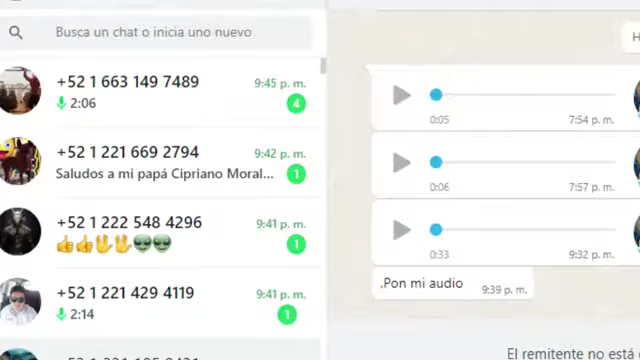 Busca un chat o inicia uno nuevo
+52 1 663 149 7489
9:45 p. m.
2:06
4
+52 1 221 669 2794
9:42 p. m.
Saludos a mi papá Cipriano Moral...
1
+52 1 222 548 4296
9:41 p. m.
👍👍🖖🖖👽👽
1
+52 1 221 429 4119
9:41 p. m.
2:14
1
H
0:05
7:54 p. m.
0:06
7:57 p. m.
0:33
9:32 p. m.
,Pon mi audio
9:39 p. m.
El remitente no está